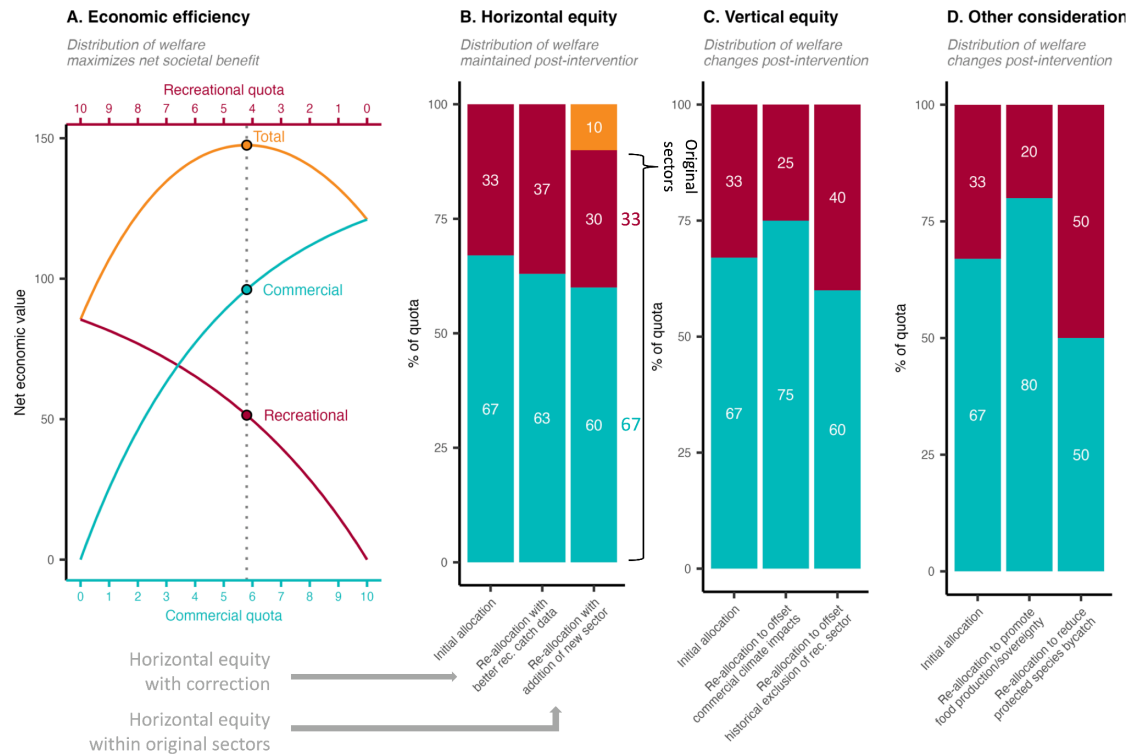 A. Economic efficiency
Distribution of welfare
maximizes net societal benefit
Recreational quota
10 9 8 7 6 5 4 3 2 1 0
150
100
50
0
Net economic value
Total
Commercial
Recreational
0 1 2 3 4 5 6 7 8 9 10
Commercial quota
B. Horizontal equity
Distribution of welfare
maintained post-interventior
100
75
50
25
0
% of quota
33
67
37
63
10
30
60
Original
sectors
33
67
Initial allocation
Re-allocation with
better rec. catch data
Re-allocation with
addition of new sector
Horizontal equity
with correction
Horizontal equity
within original sectors
C. Vertical equity
Distribution of welfare
changes post-intervention
100
75
50
25
0
% of quota
33
67
25
75
40
60
Initial allocation
Re-allocation to offset
commercial climate impacts
Re-allocation to offset
historical exclusion of rec. sector
D. Other consideration
Distribution of welfare
changes post-intervention
100
75
50
25
0
% of quota
33
67
20
80
50
50
Initial allocation
Re-allocation to promote
food production/sovereignty
Re-allocation to reduce
protected species bycatch